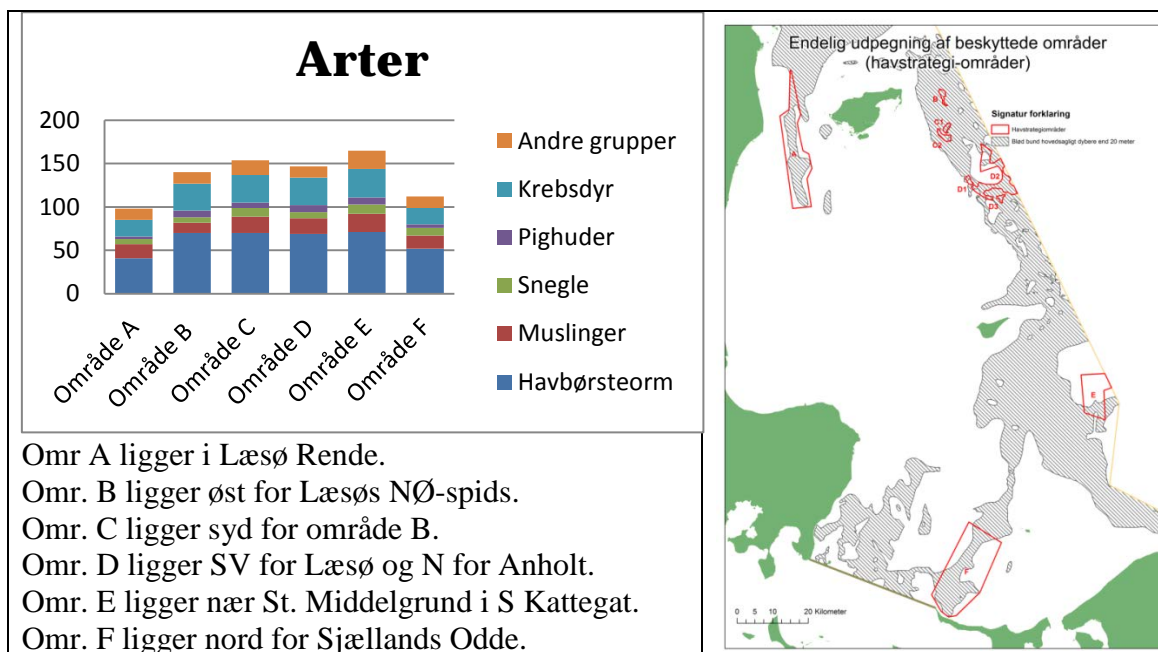 Arter
200
150
100
50
0
Område A
Område B
Område C
Område D
Område E
Område F
Andre grupper
Krebsdyr
Pighuder
Snegle
Muslinger
Havbørsteorm
Omr A ligger i Læsø Rende.
Omr. B ligger øst for Læsøs NØ-spids.
Omr. C ligger syd for område B.
Omr. D ligger SV for Læsø og N for Anholt.
Omr. E ligger nær St. Middelgrund i S Kattegat.
Omr. F ligger nord for Sjællands Odde.
Endelig udpegning af beskyttede områder
(havstrategi-områder)
Signatur forklaring
Havstrategiområder
Blød bund hovedsagligt dybere end 20 meter
A
B
C1
C2
D2
D1
D3
E
F
0 5 10 20 Kilometer